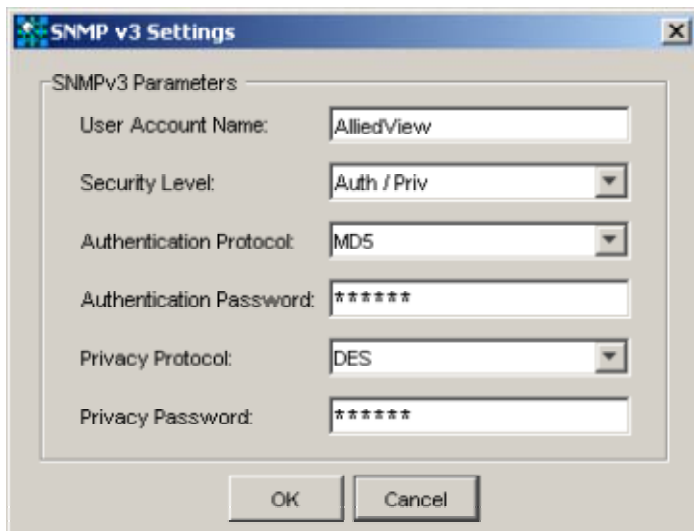 SNMP v3 Settings
SNMPv3 Parameters
User Account Name: AlliedView
Security Level: Auth / Priv
Authentication Protocol: MD5
Authentication Password: ******
Privacy Protocol: DES
Privacy Password: ******
OK Cancel